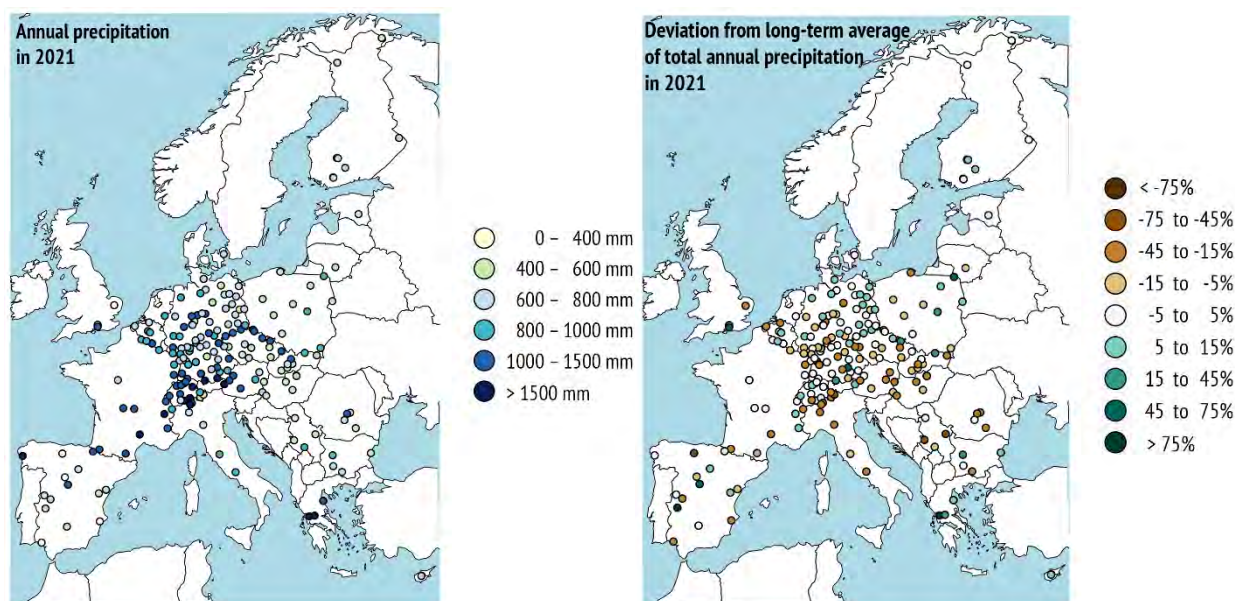 Annual precipitation
in 2021
0 – 400 mm
400 – 600 mm
600 – 800 mm
800 – 1000 mm
1000 – 1500 mm
> 1500 mm
Deviation from long-term average
of total annual precipitation
in 2021
< -75%
-75 to -45%
-45 to -15%
-15 to -5%
-5 to 5%
5 to 15%
15 to 45%
45 to 75%
> 75%